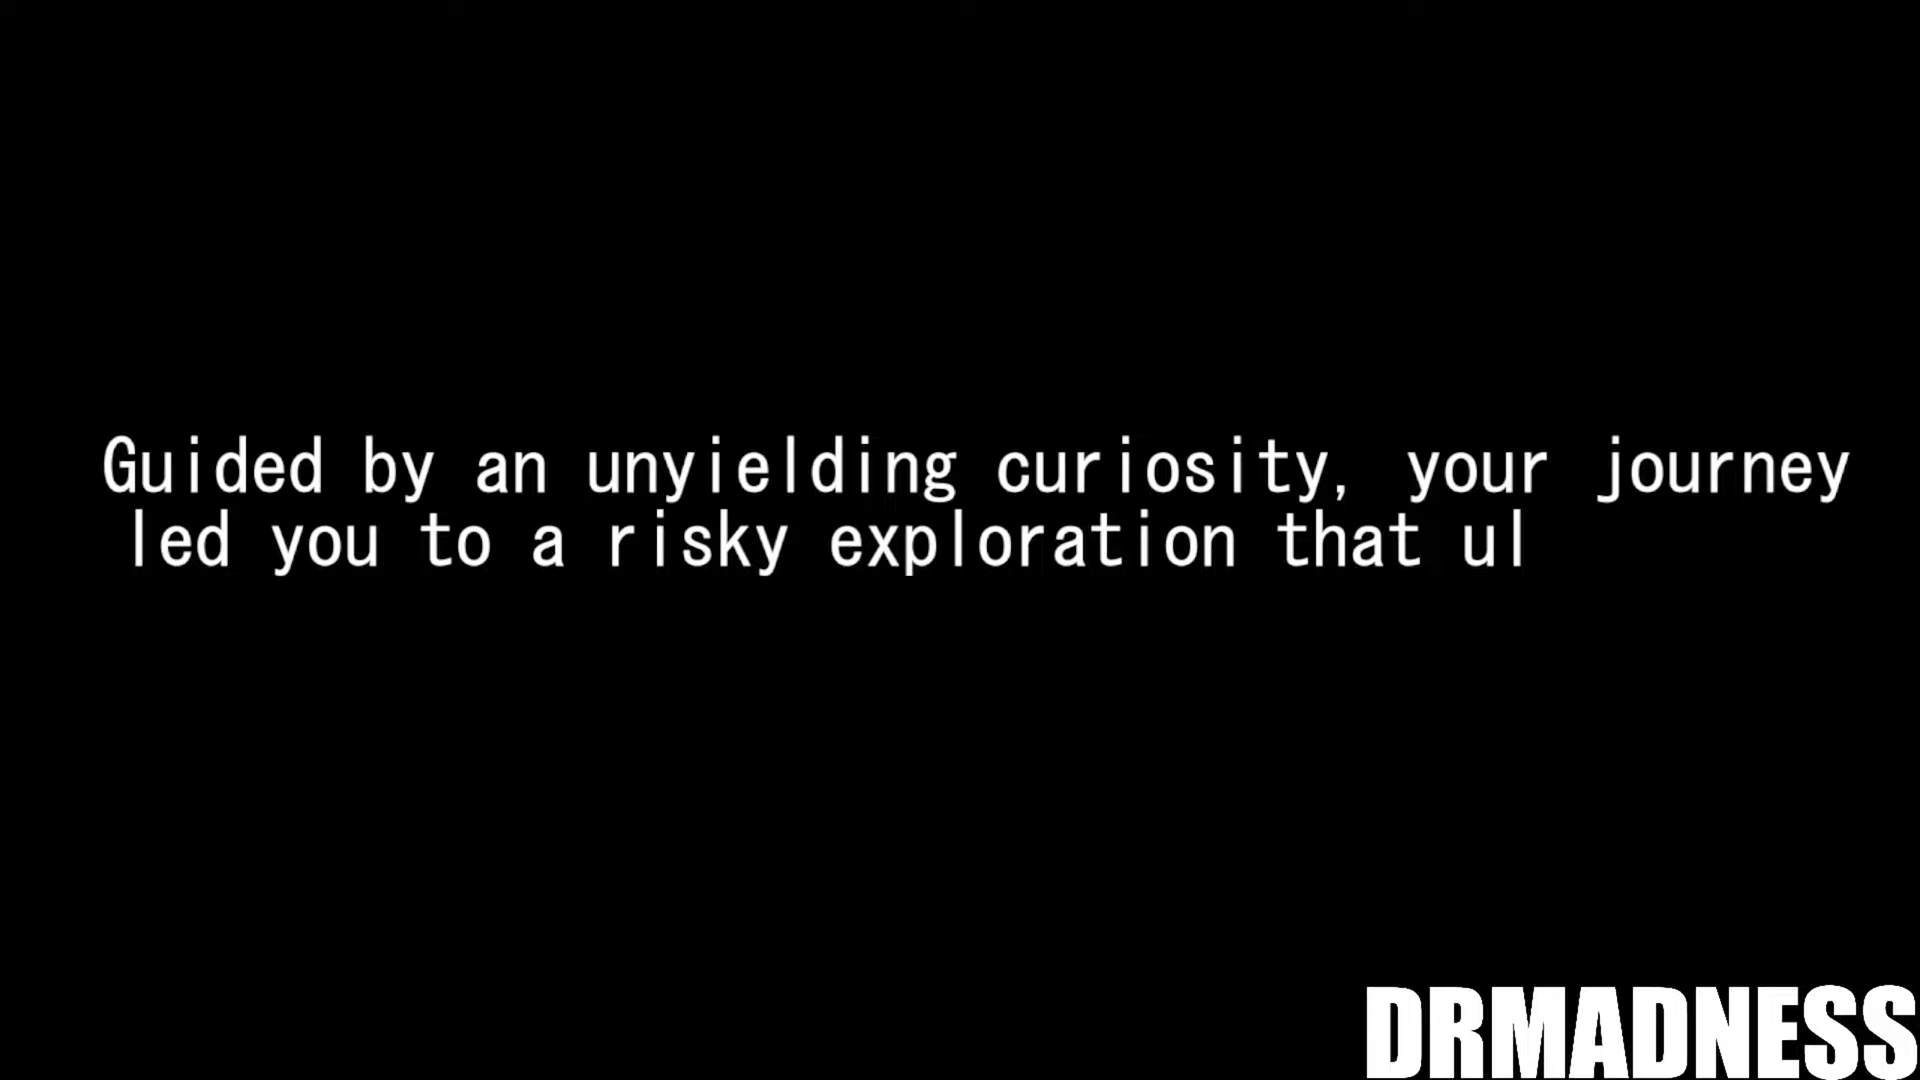 Guided by an unyielding curiosity, your journey
led you to a risky exploration that ul
DRMADNESS